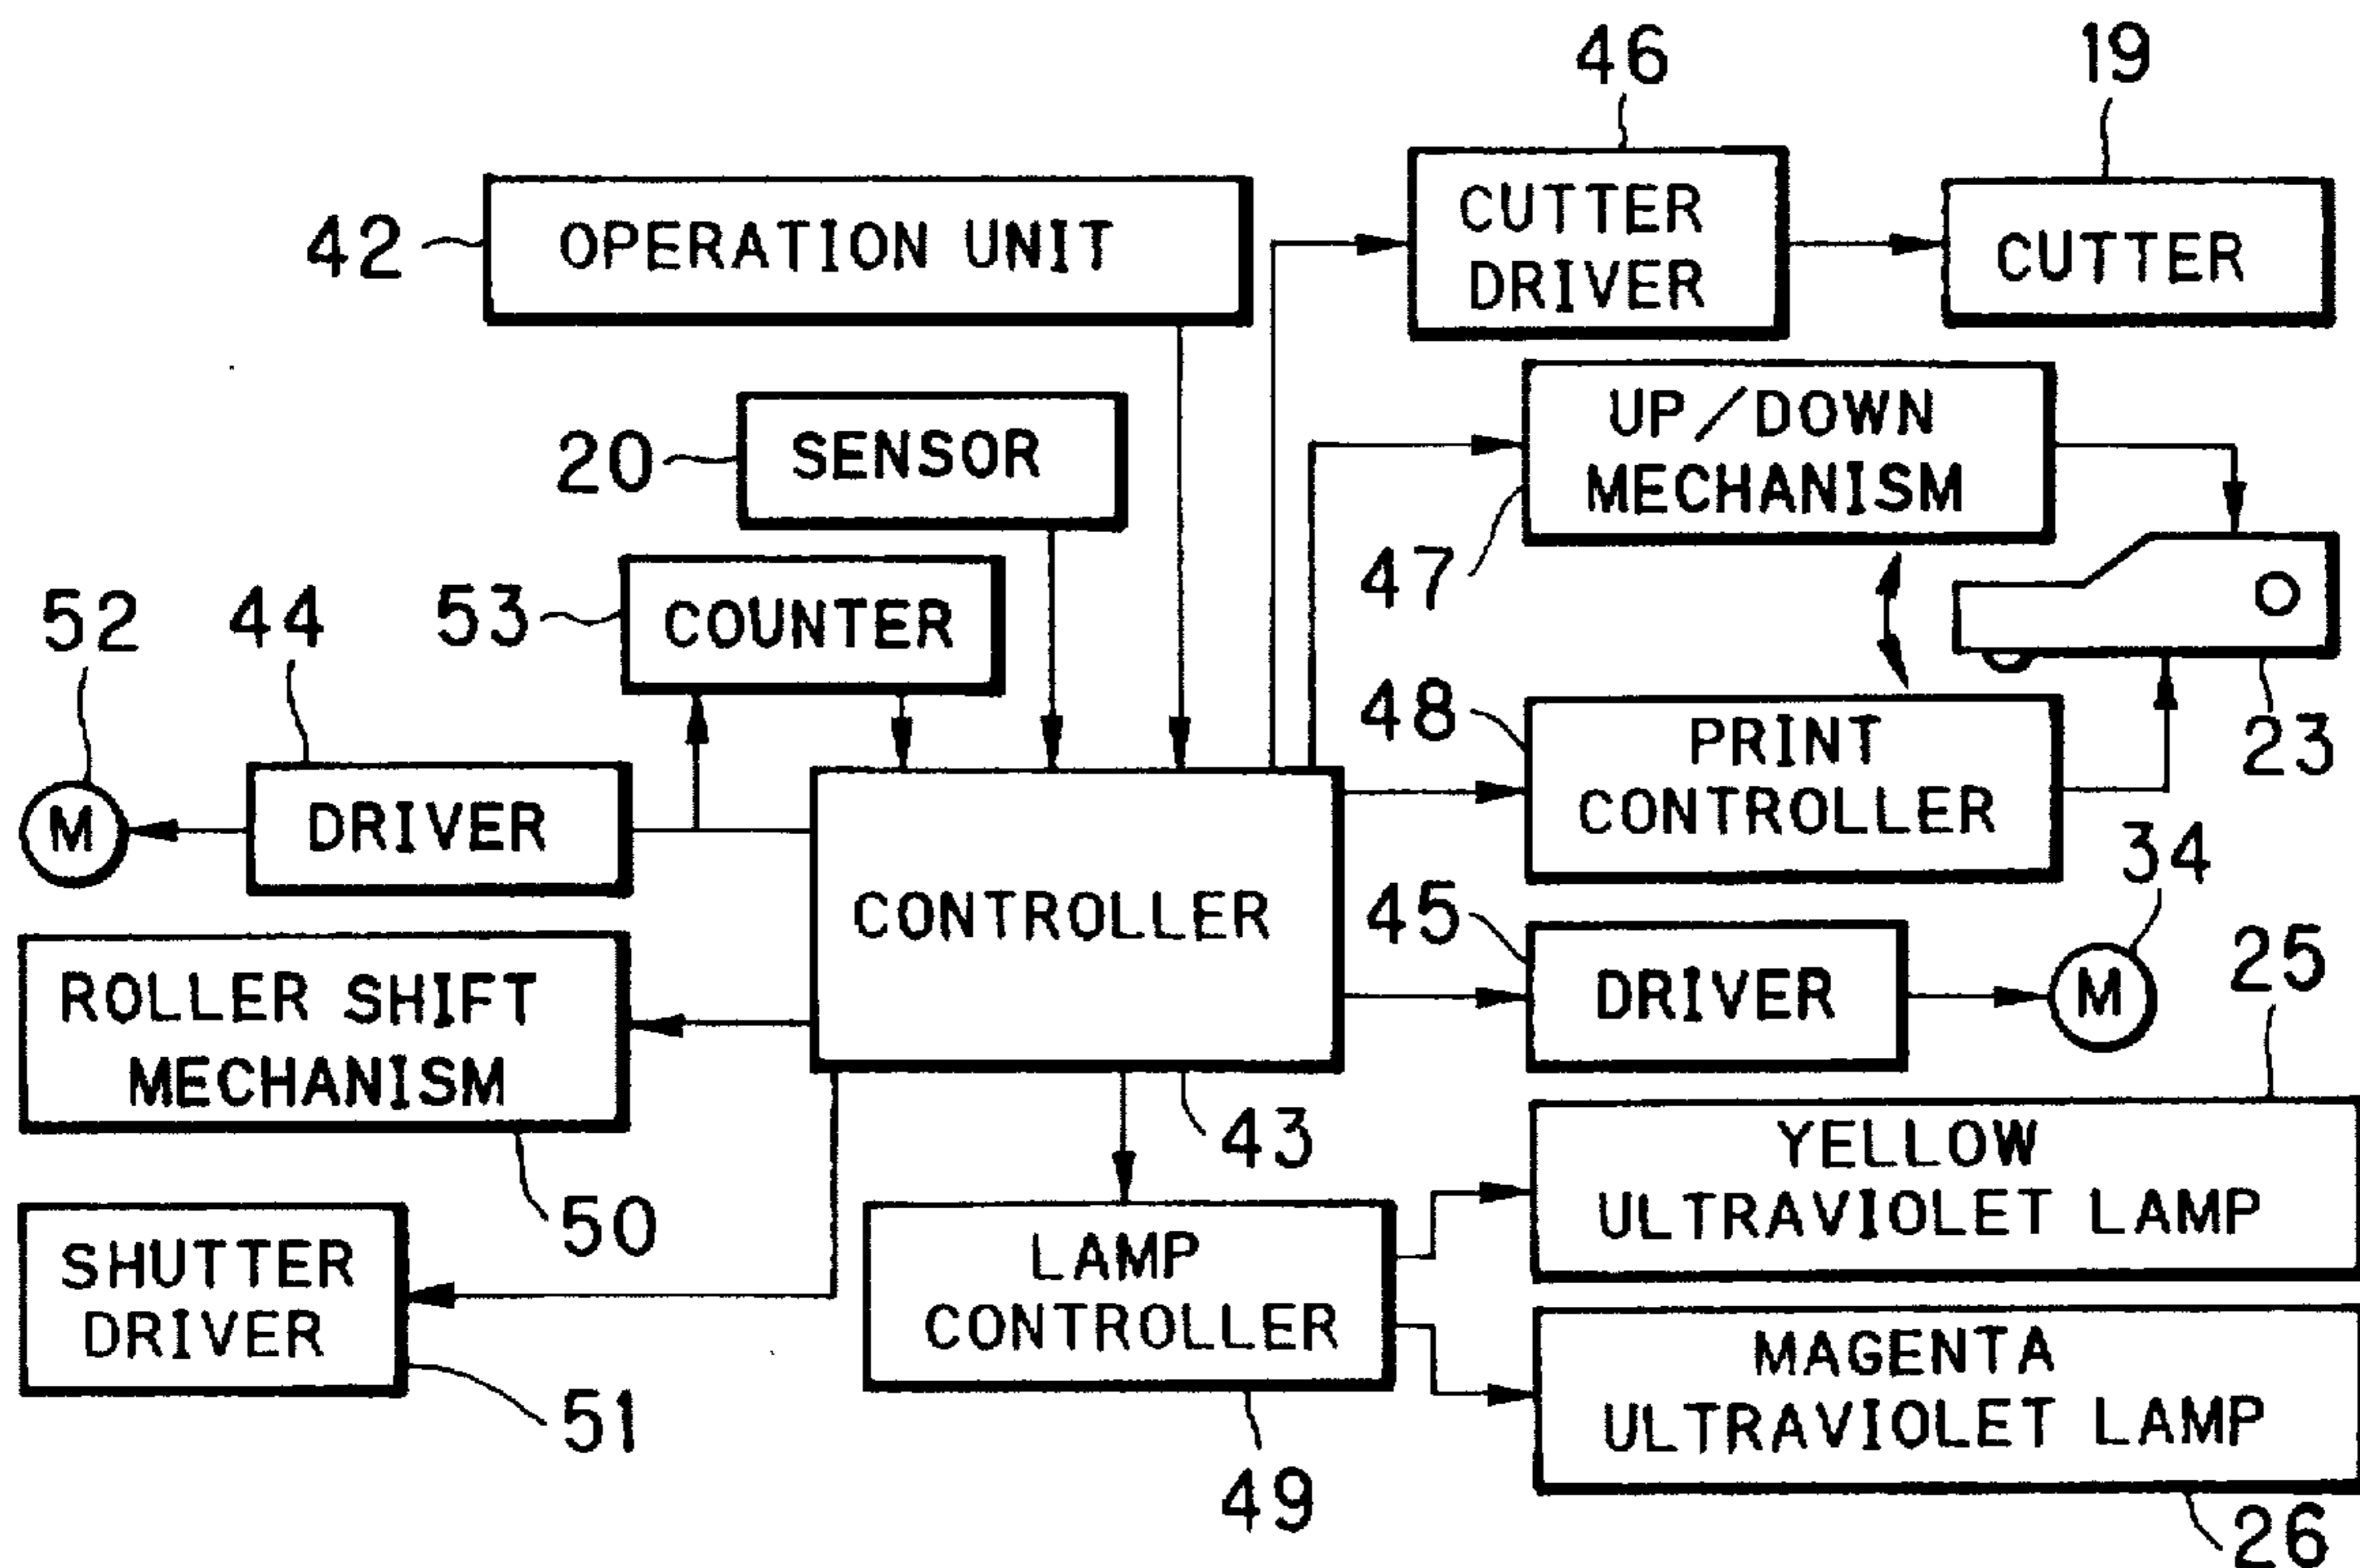 46
19
42
OPERATION UNIT
CUTTER
DRIVER
CUTTER
20
SENSOR
UP/DOWN
MECHANISM
47
52
44
53
COUNTER
48
PRINT
CONTROLLER
23
M
DRIVER
CONTROLLER
34
45
DRIVER
M
25
ROLLER SHIFT
MECHANISM
43
YELLOW
ULTRAVIOLET LAMP
50
SHUTTER
DRIVER
51
LAMP
CONTROLLER
MAGENTA
ULTRAVIOLET LAMP
49
26